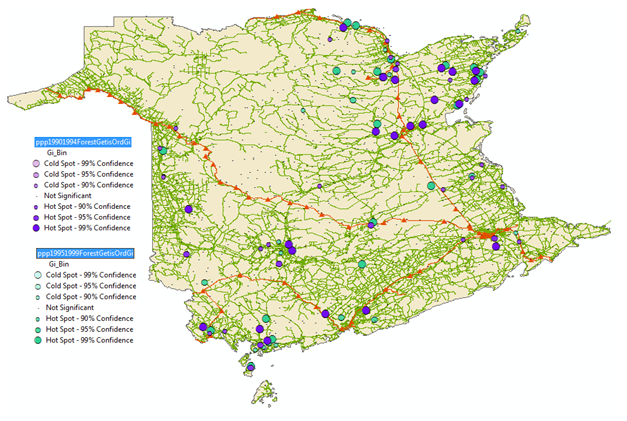 ppp19901994ForestGetisOrdGi
Gi_Bin
Cold Spot - 99% Confidence
Cold Spot - 95% Confidence
Cold Spot - 90% Confidence
Not Significant
Hot Spot - 90% Confidence
Hot Spot - 95% Confidence
Hot Spot - 99% Confidence
ppp19951999ForestGetisOrdGi
Gi_Bin
Cold Spot - 99% Confidence
Cold Spot - 95% Confidence
Cold Spot - 90% Confidence
Not Significant
Hot Spot - 90% Confidence
Hot Spot - 95% Confidence
Hot Spot - 99% Confidence